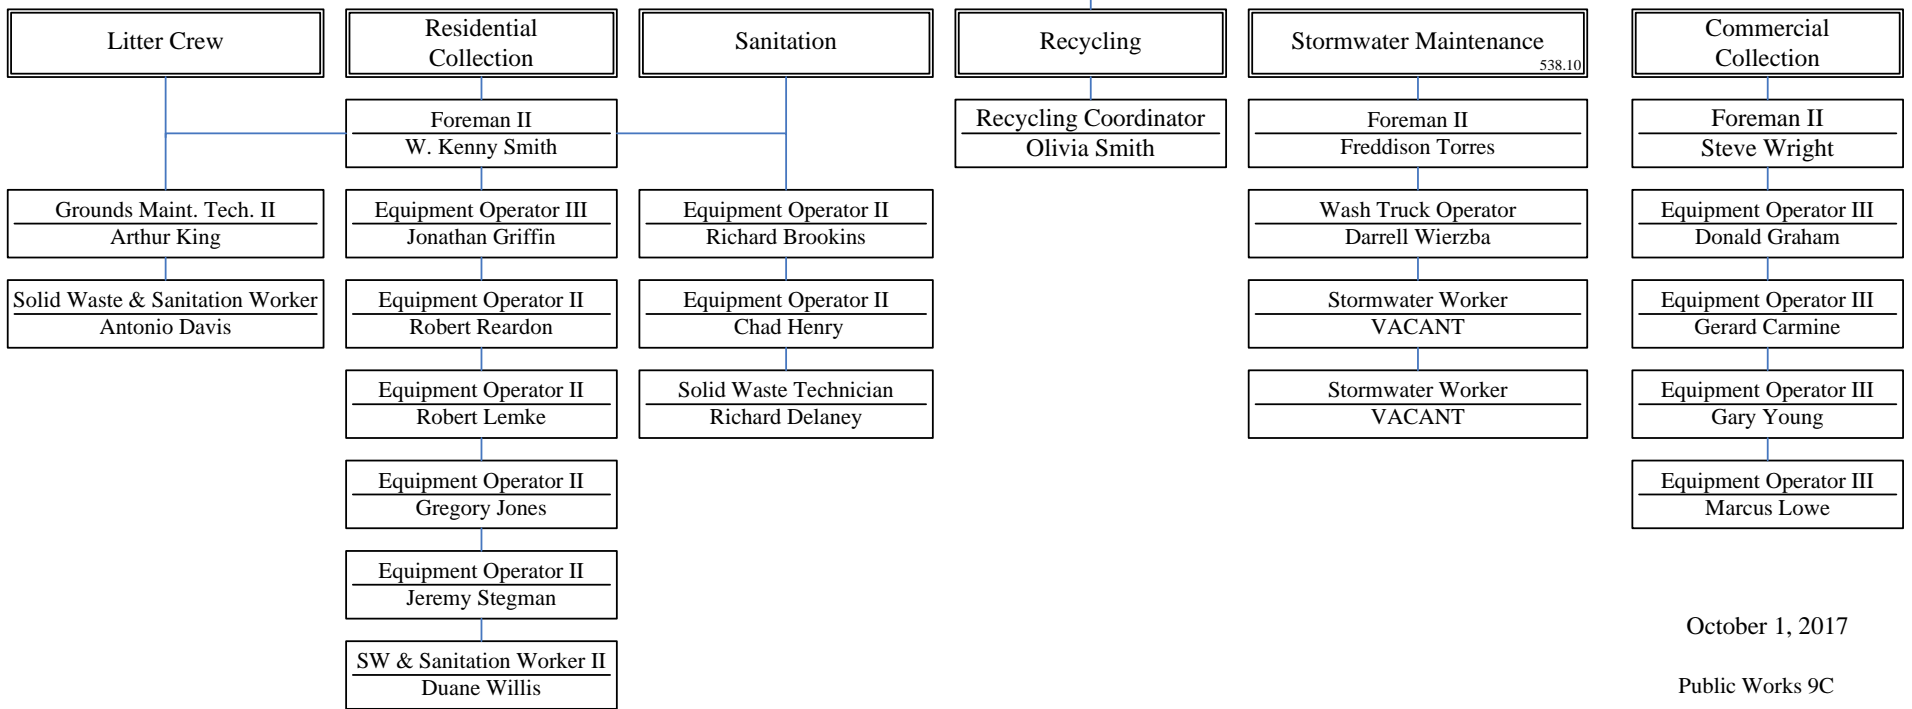 Litter Crew
Residential
Collection
Sanitation
Recycling
Stormwater Maintenance
538.10
Commercial
Collection
Foreman II
W. Kenny Smith
Recycling Coordinator
Olivia Smith
Foreman II
Freddison Torres
Foreman II
Steve Wright
Grounds Maint. Tech. II
Arthur King
Equipment Operator III
Jonathan Griffin
Equipment Operator II
Richard Brookins
Wash Truck Operator
Darrell Wierzba
Equipment Operator III
Donald Graham
Solid Waste & Sanitation Worker
Antonio Davis
Equipment Operator II
Robert Reardon
Equipment Operator II
Chad Henry
Stormwater Worker
VACANT
Equipment Operator III
Gerard Carmine
Equipment Operator II
Robert Lemke
Solid Waste Technician
Richard Delaney
Stormwater Worker
VACANT
Equipment Operator III
Gary Young
Equipment Operator II
Gregory Jones
Equipment Operator III
Marcus Lowe
Equipment Operator II
Jeremy Stegman
SW & Sanitation Worker II
Duane Willis
October 1, 2017
Public Works 9C